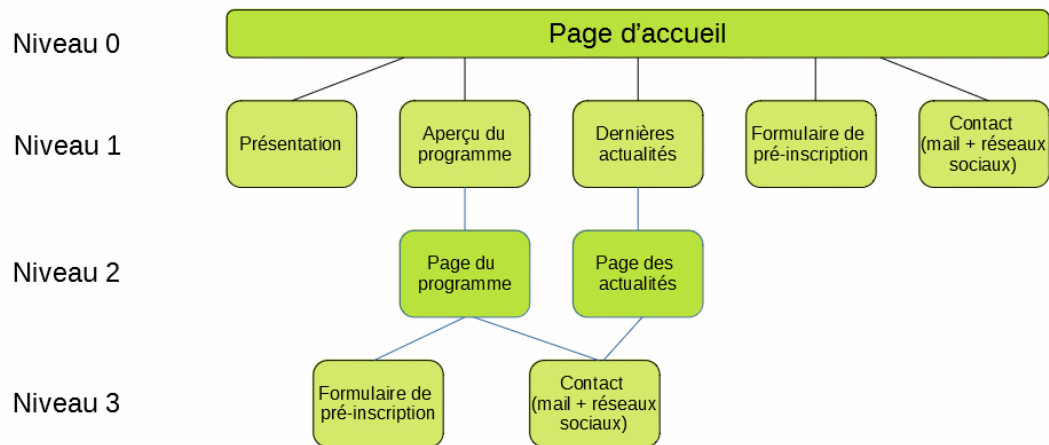 Niveau 0
Page d’accueil
Niveau 1
Présentation
Aperçu du
programme
Dernières
actualités
Formulaire de
pré-inscription
Contact
(mail + réseaux
sociaux)
Niveau 2
Page du
programme
Page des
actualités
Niveau 3
Formulaire de
pré-inscription
Contact
(mail + réseaux
sociaux)